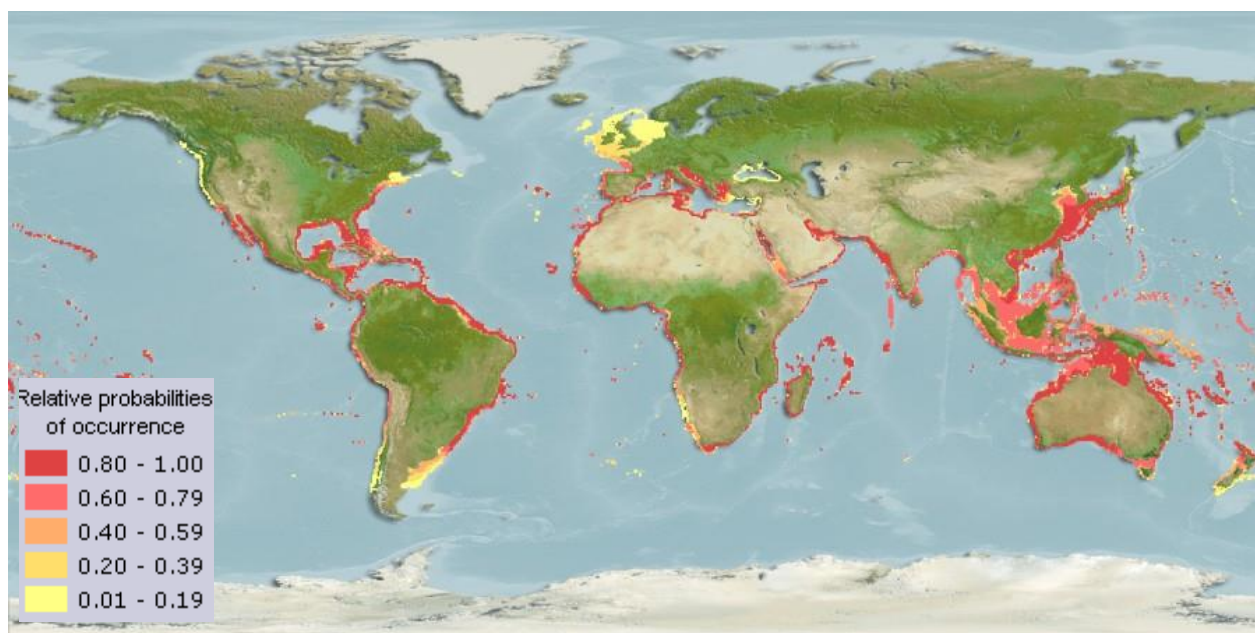 Relative probabilities
of occurrence
0.80 - 1.00
0.60 - 0.79
0.40 - 0.59
0.20 - 0.39
0.01 - 0.19